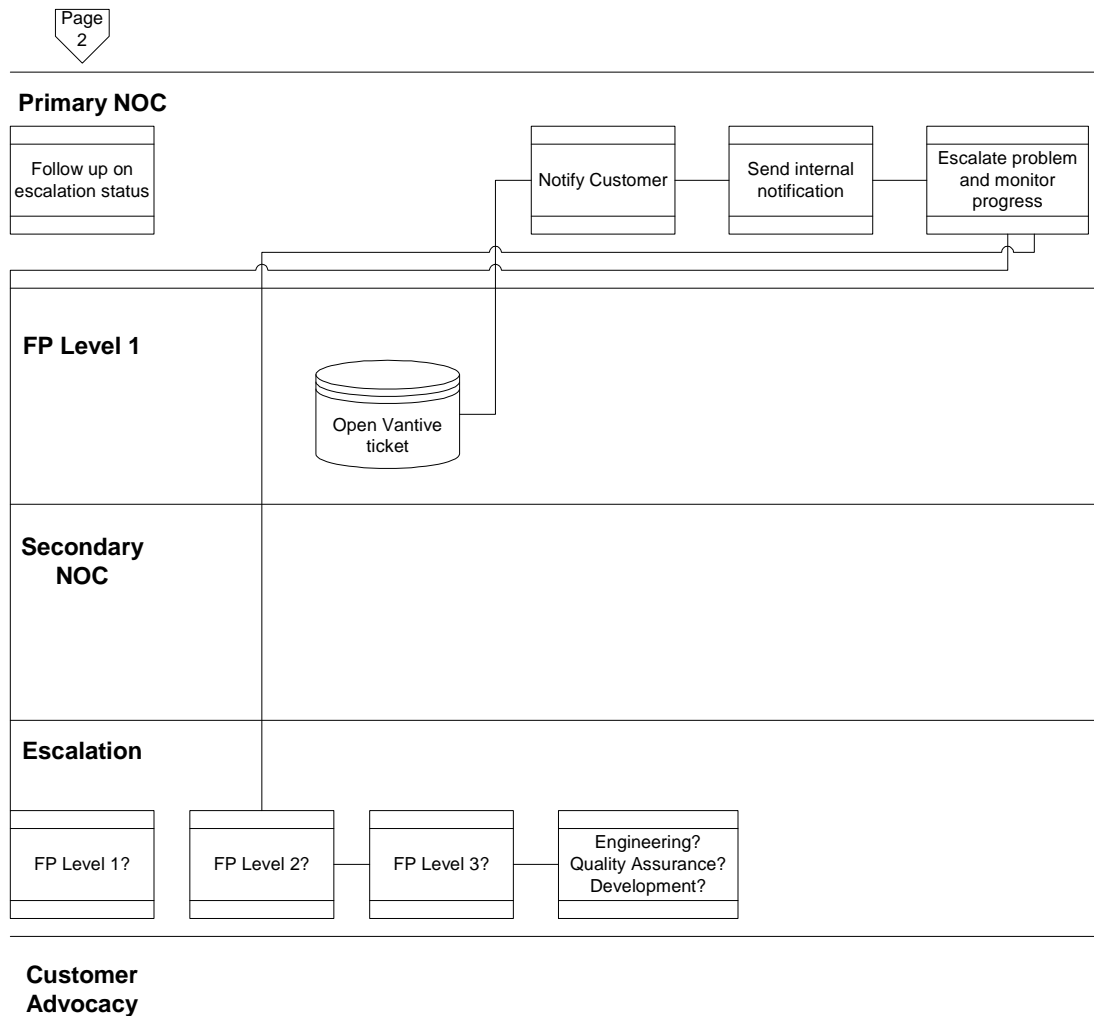 Page
2
Primary NOC
Follow up on
escalation status
Notify Customer
Send internal
notification
Escalate problem
and monitor
progress
FP Level 1
Open Vantive
ticket
Secondary
NOC
Escalation
FP Level 1?
FP Level 2?
FP Level 3?
Engineering?
Quality Assurance?
Development?
Customer
Advocacy